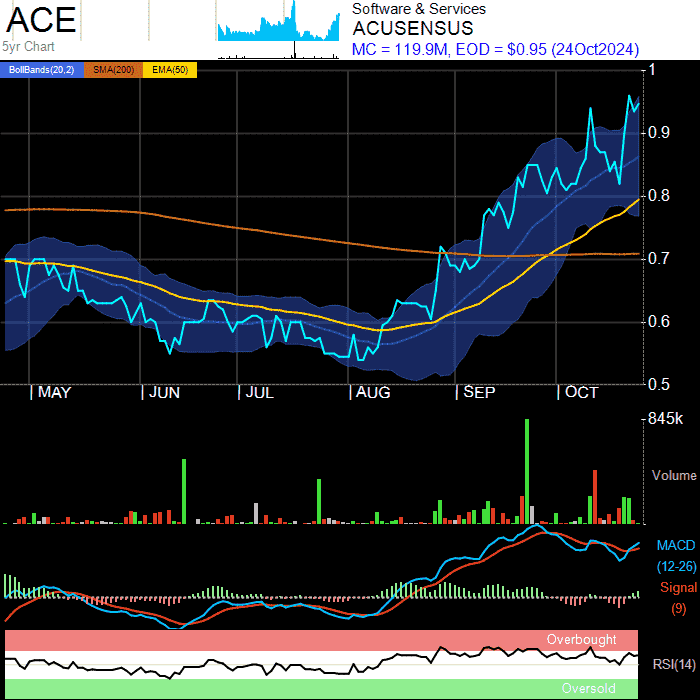 ACE
5yr Chart
Software & Services
ACUSENSUS
MC = 119.9M, EOD = $0.95 (24Oct2024)
BollBands(20,2) SMA(200) EMA(50)
1
0.9
0.8
0.7
0.6
0.5
MAY JUN JUL AUG SEP OCT
845k
Volume
MACD
(12-26)
Signal
(9)
Overbought
RSI(14)
Oversold